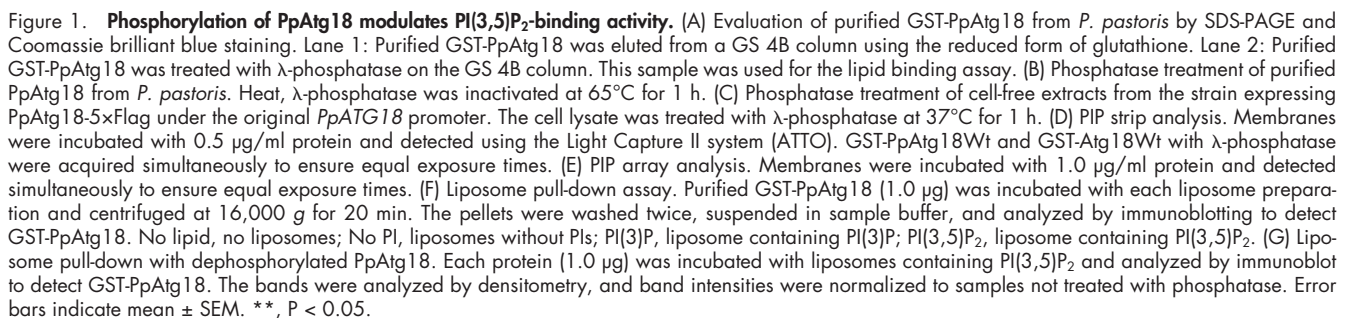 Figure 1. Phosphorylation of PpAtg18 modulates PI(3,5)P₂-binding activity. (A) Evaluation of purified GST-PpAtg18 from P. pastoris by SDS-PAGE and
Coomassie brilliant blue staining. Lane 1: Purified GST-PpAtg18 was eluted from a GS 4B column using the reduced form of glutathione. Lane 2: Purified
GST-PpAtg18 was treated with λ-phosphatase on the GS 4B column. This sample was used for the lipid binding assay. (B) Phosphatase treatment of purified
PpAtg18 from P. pastoris. Heat, λ-phosphatase was inactivated at 65°C for 1 h. (C) Phosphatase treatment of cell-free extracts from the strain expressing
PpAtg18-5×Flag under the original PpATG18 promoter. The cell lysate was treated with λ-phosphatase at 37°C for 1 h. (D) PIP strip analysis. Membranes
were incubated with 0.5 µg/ml protein and detected using the Light Capture II system (ATTO). GST-PpAtg18Wt and GST-Atg18Wt with λ-phosphatase
were acquired simultaneously to ensure equal exposure times. (E) PIP array analysis. Membranes were incubated with 1.0 µg/ml protein and detected
simultaneously to ensure equal exposure times. (F) Liposome pull-down assay. Purified GST-PpAtg18 (1.0 µg) was incubated with each liposome prepara-
tion and centrifuged at 16,000 g for 20 min. The pellets were washed twice, suspended in sample buffer, and analyzed by immunoblotting to detect
GST-PpAtg18. No lipid, no liposomes; No PI, liposomes without PIs; PI(3)P, liposome containing PI(3)P; PI(3,5)P₂, liposome containing PI(3,5)P₂. (G) Lipo-
some pull-down with dephosphorylated PpAtg18. Each protein (1.0 µg) was incubated with liposomes containing PI(3,5)P₂ and analyzed by immunoblot
to detect GST-PpAtg18. The bands were analyzed by densitometry, and band intensities were normalized to samples not treated with phosphatase. Error
bars indicate mean ± SEM. **, P < 0.05.